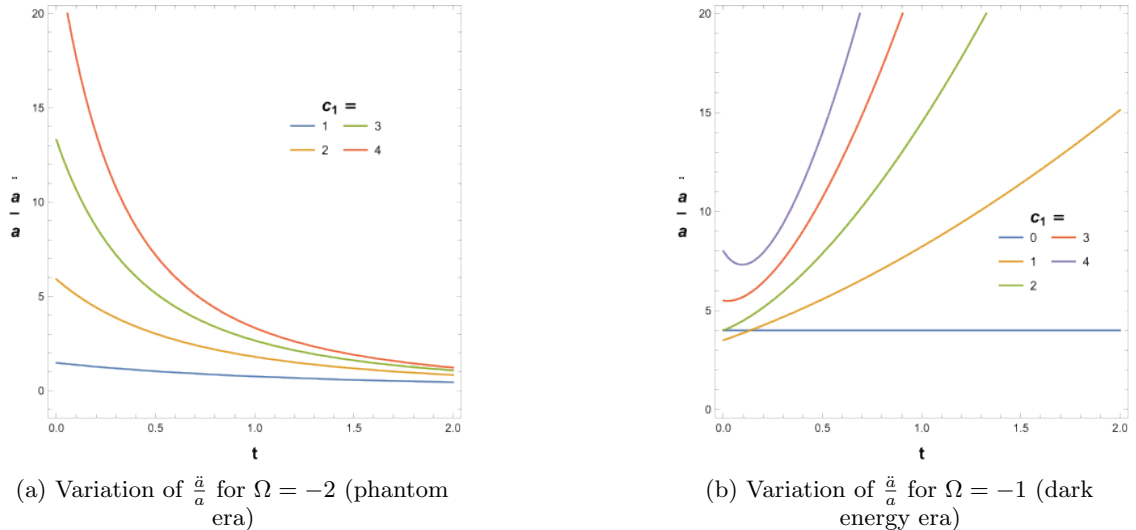 20
15
10
5
0
0.0 0.5 1.0 1.5 2.0
ä
a
t
c₁ =
1 3
2 4
(a) Variation of ä/a for Ω = −2 (phantom
era)
20
15
10
5
0
0.0 0.5 1.0 1.5 2.0
ä
a
t
c₁ =
0 3
1 4
2
(b) Variation of ä/a for Ω = −1 (dark
energy era)